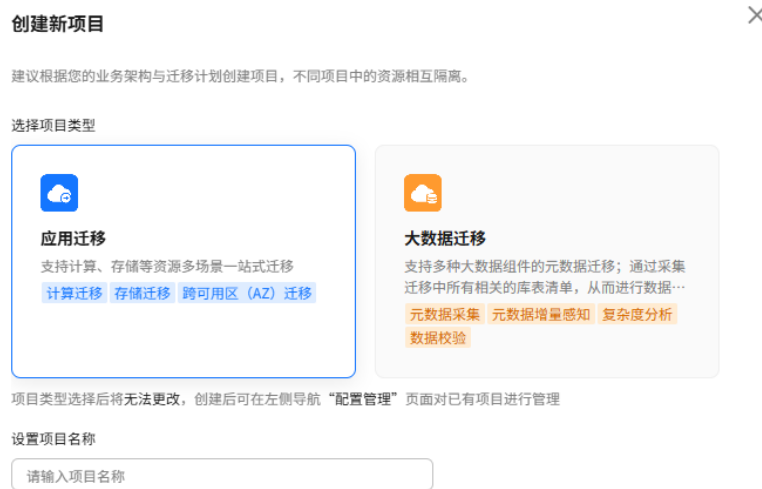 创建新项目
建议根据您的业务架构与迁移计划创建项目，不同项目中的资源相互隔离。
选择项目类型
应用迁移
支持计算、存储等资源多场景一站式迁移
计算迁移 存储迁移 跨可用区（AZ）迁移
大数据迁移
支持多种大数据组件的元数据迁移；通过采集
迁移中所有相关的库表清单，从而进行数据…
元数据采集 元数据增量感知 复杂度分析
数据校验
项目类型选择后将无法更改，创建后可在左侧导航“配置管理”页面对已有项目进行管理
设置项目名称
请输入项目名称